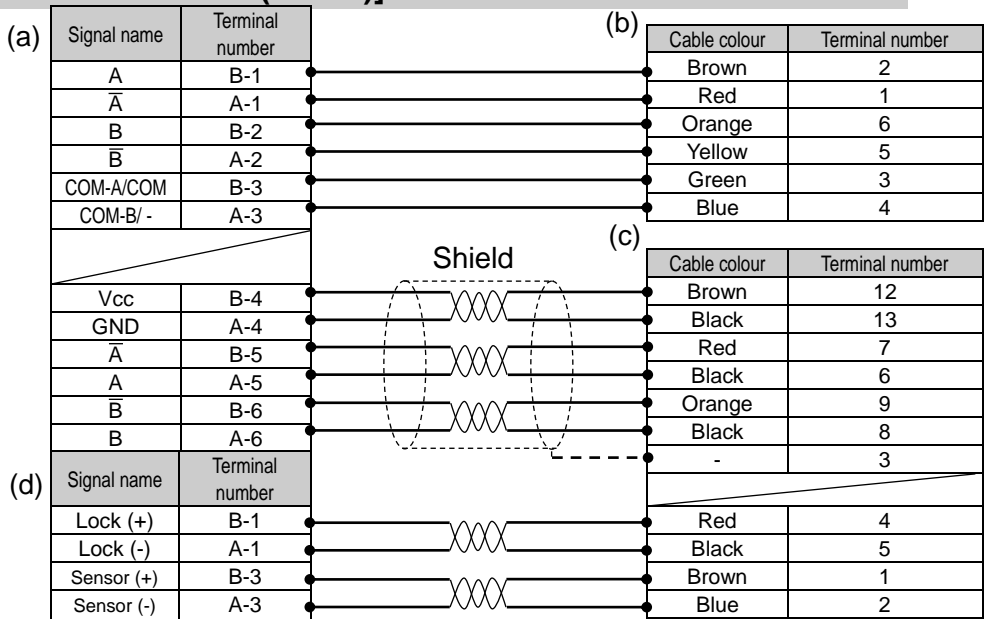 (a)
Signal name Terminal number
A B-1
A̅ A-1
B B-2
B̅ A-2
COM-A/COM B-3
COM-B/ - A-3
Vcc B-4
GND A-4
A̅ B-5
A A-5
B̅ B-6
B A-6
(d)
Signal name Terminal number
Lock (+) B-1
Lock (-) A-1
Sensor (+) B-3
Sensor (-) A-3
Shield
(b)
Cable colour Terminal number
Brown 2
Red 1
Orange 6
Yellow 5
Green 3
Blue 4
(c)
Cable colour Terminal number
Brown 12
Black 13
Red 7
Black 6
Orange 9
Black 8
- 3
Red 4
Black 5
Brown 1
Blue 2